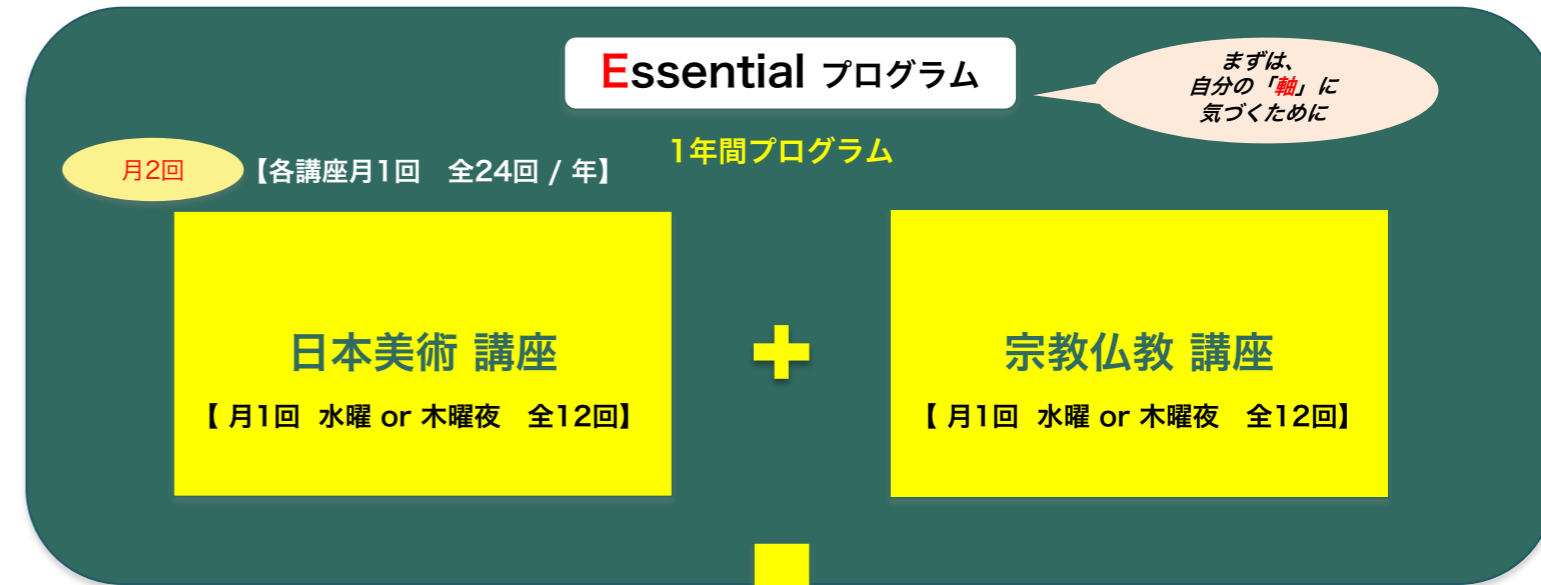 Essential プログラム
まずは、
自分の「軸」に
気づくために
1年間プログラム
月2回
【各講座月1回　全24回 / 年】
日本美術 講座
【 月1回 水曜 or 木曜夜　全12回】
宗教仏教 講座
【 月1回 水曜 or 木曜夜　全12回】